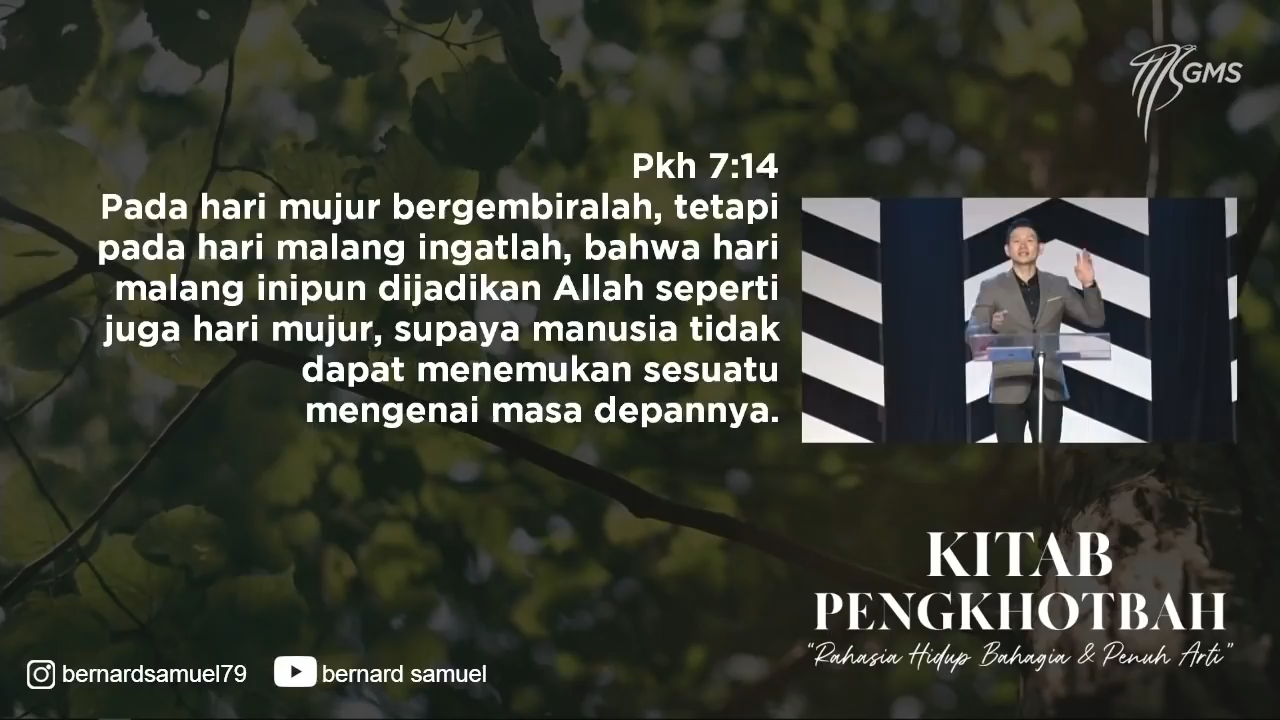 GMS
Pkh 7:14
Pada hari mujur bergembiralah, tetapi
pada hari malang ingatlah, bahwa hari
malang inipun dijadikan Allah seperti
juga hari mujur, supaya manusia tidak
dapat menemukan sesuatu
mengenai masa depannya.
KITAB
PENGKHOTBAH
“Rahasia Hidup Bahagia & Penuh Arti”
bernardsamuel79
bernard samuel